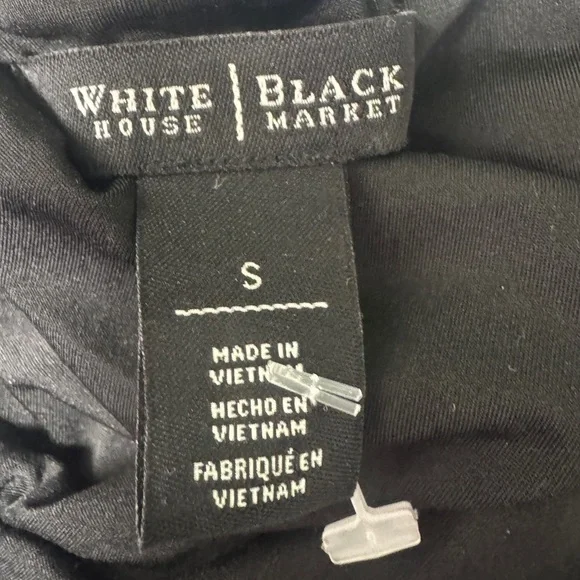 WHITE HOUSE | BLACK MARKET
S
MADE IN
VIETNAM
HECHO EN
VIETNAM
FABRIQUÉ EN
VIETNAM